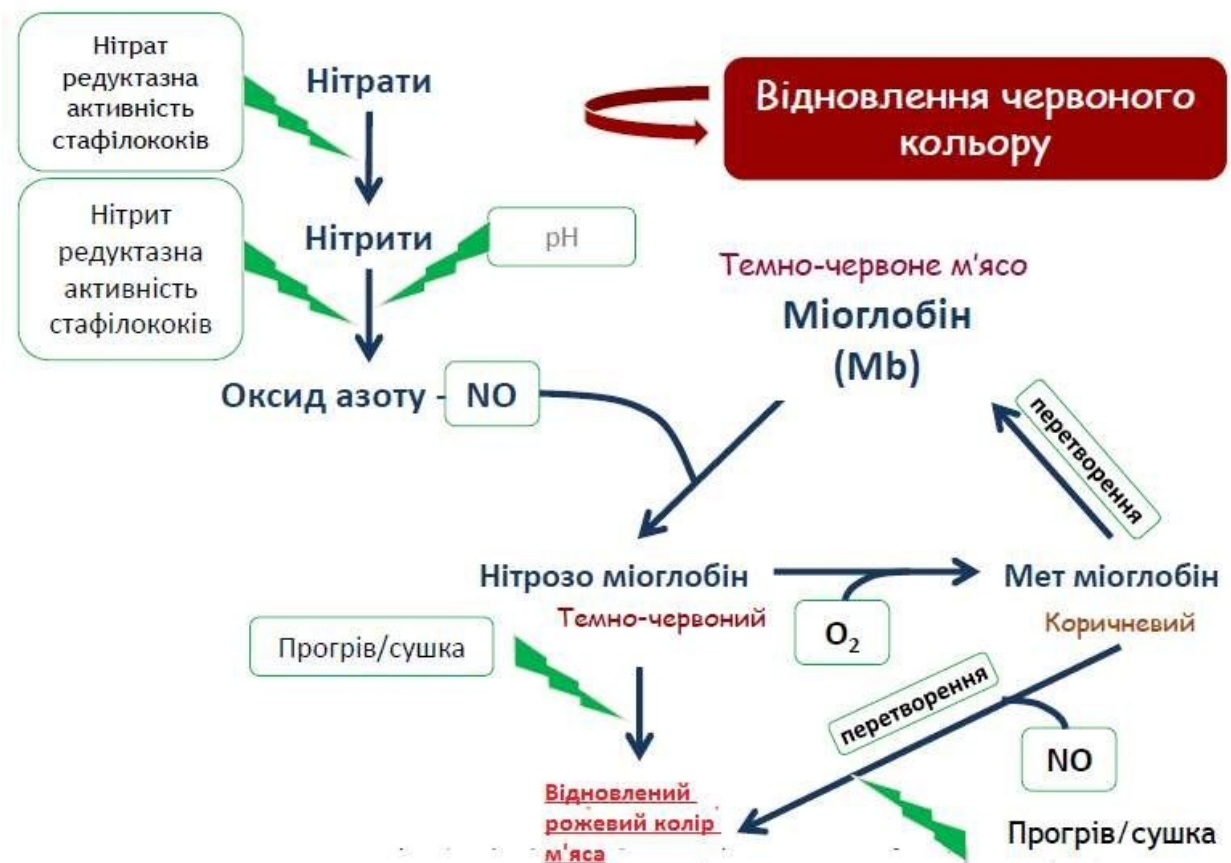 Нітрат
редуктазна
активність
стафілококів
Нітрати
Відновлення червоного
кольору
Нітрит
редуктазна
активність
стафілококів
Нітрити
pH
Темно-червоне м'ясо
Міоглобін
(Mb)
Оксид азоту - NO
перетворення
Нітрозо міоглобін
Темно-червоний
O₂
Мет міоглобін
Коричневий
Прогрів/сушка
перетворення
NO
Відновлений
рожевий колір
м'яса
Прогрів/сушка